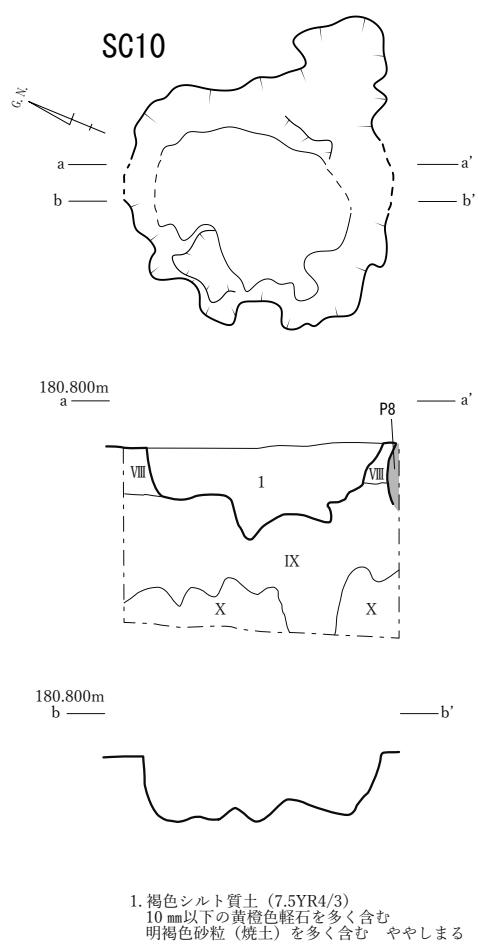 SC10
G.N.
a
a'
b
b'
180.800m
a
a'
P8
Ⅷ
1
Ⅷ
Ⅸ
Ⅹ
Ⅹ
180.800m
b
b'
1. 褐色シルト質土（7.5YR4/3）
10 ㎜以下の黄橙色軽石を多く含む
明褐色砂粒（焼土）を多く含む　ややしまる